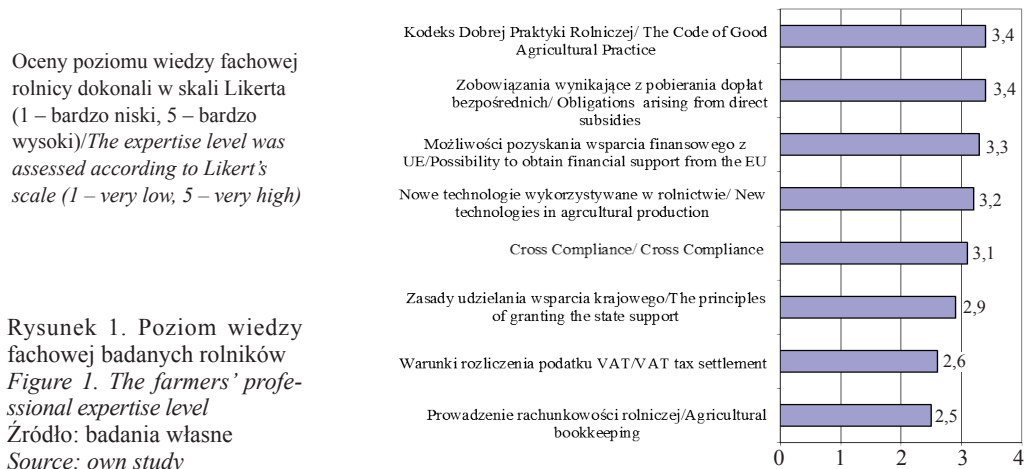 Oceny poziomu wiedzy fachowej
rolnicy dokonali w skali Likerta
(1 – bardzo niski, 5 – bardzo
wysoki)/The expertise level was
assessed according to Likert's
scale (1 – very low, 5 – very high)
Rysunek 1. Poziom wiedzy
fachowej badanych rolników
Figure 1. The farmers' profe-
ssional expertise level
Źródło: badania własne
Source: own study
Kodeks Dobrej Praktyki Rolniczej/ The Code of Good
Agricultural Practice
3,4
Zobowiązania wynikające z pobierania dopłat
bezpośrednich/ Obligations arising from direct
subsidies
3,4
Możliwości pozyskania wsparcia finansowego z
UE/Possibility to obtain financial support from the EU
3,3
Nowe technologie wykorzystywane w rolnictwie/ New
technologies in agrcultural production
3,2
Cross Compliance/ Cross Compliance
3,1
Zasady udzielania wsparcia krajowego/The principles
of granting the state support
2,9
Warunki rozliczenia podatku VAT/VAT tax settlement
2,6
Prowadzenie rachunkowości rolniczej/Agricultural
bookkeeping
2,5
0 1 2 3 4